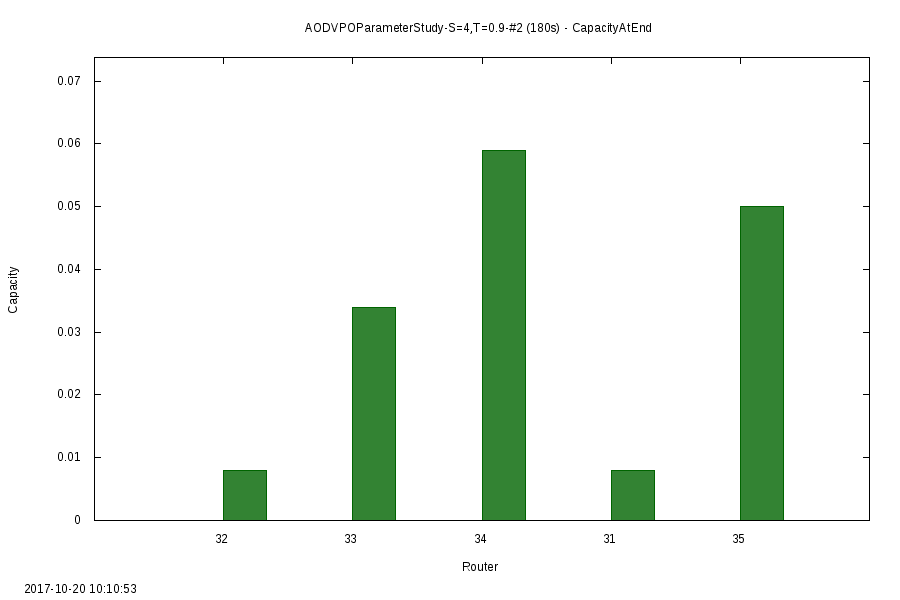 AODVPOParameterStudy-S=4,T=0.9-#2 (180s) - CapacityAtEnd
0.07
0.06
0.05
0.04
0.03
0.02
0.01
0
Capacity
32 33 34 31 35
Router
2017-10-20 10:10:53